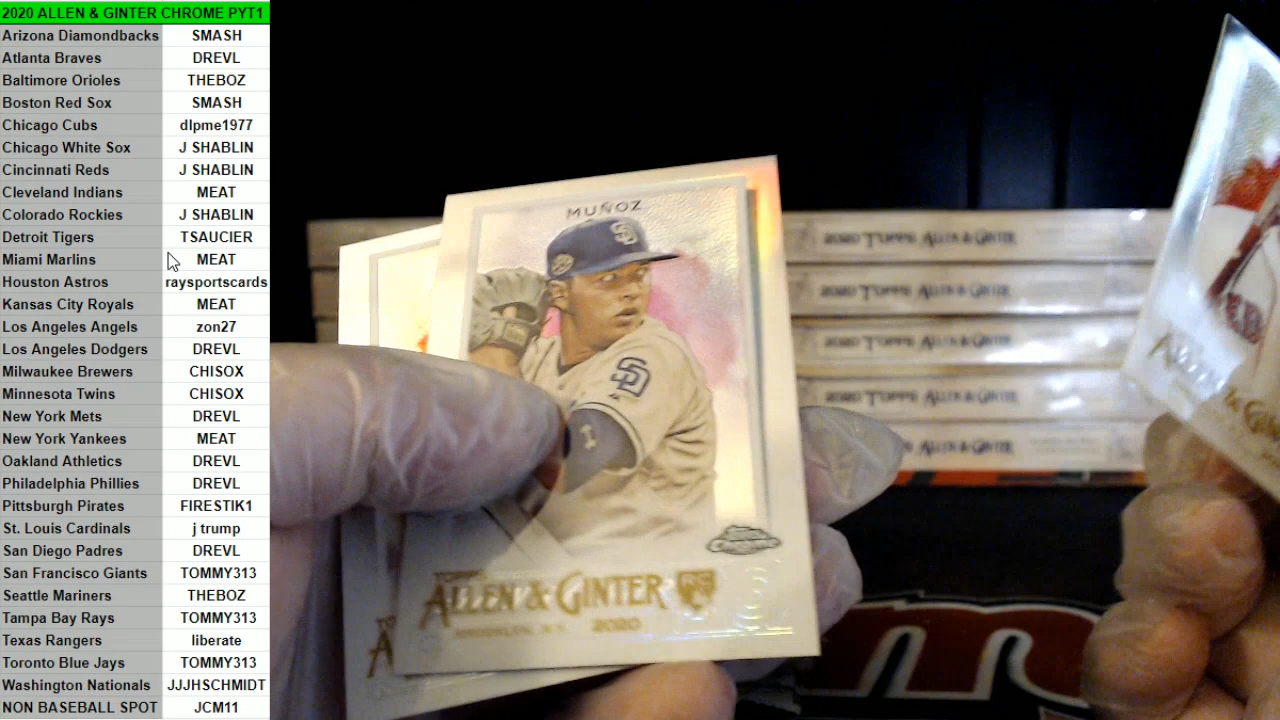 2020 ALLEN & GINTER CHROME PYT1
Arizona Diamondbacks SMASH
Atlanta Braves DREVL
Baltimore Orioles THEBOZ
Boston Red Sox SMASH
Chicago Cubs dlpme1977
Chicago White Sox J SHABLIN
Cincinnati Reds J SHABLIN
Cleveland Indians MEAT
Colorado Rockies J SHABLIN
Detroit Tigers TSAUCIER
Miami Marlins MEAT
Houston Astros raysportscards
Kansas City Royals MEAT
Los Angeles Angels zon27
Los Angeles Dodgers DREVL
Milwaukee Brewers CHISOX
Minnesota Twins CHISOX
New York Mets DREVL
New York Yankees MEAT
Oakland Athletics DREVL
Philadelphia Phillies DREVL
Pittsburgh Pirates FIRESTIK1
St. Louis Cardinals j trump
San Diego Padres DREVL
San Francisco Giants TOMMY313
Seattle Mariners THEBOZ
Tampa Bay Rays TOMMY313
Texas Rangers liberate
Toronto Blue Jays TOMMY313
Washington Nationals JJJHSCHMIDT
NON BASEBALL SPOT JCM11
MUÑOZ
SD
SD
Chrome
TOPPS
ALLEN & GINTER RC
BROOKLYN, N.Y. 2020
2020 TOPPS ALLEN & GINTER
2020 TOPPS ALLEN & GINTER
2020 TOPPS ALLEN & GINTER
2020 TOPPS ALLEN & GINTER
2020 TOPPS ALLEN & GINTER